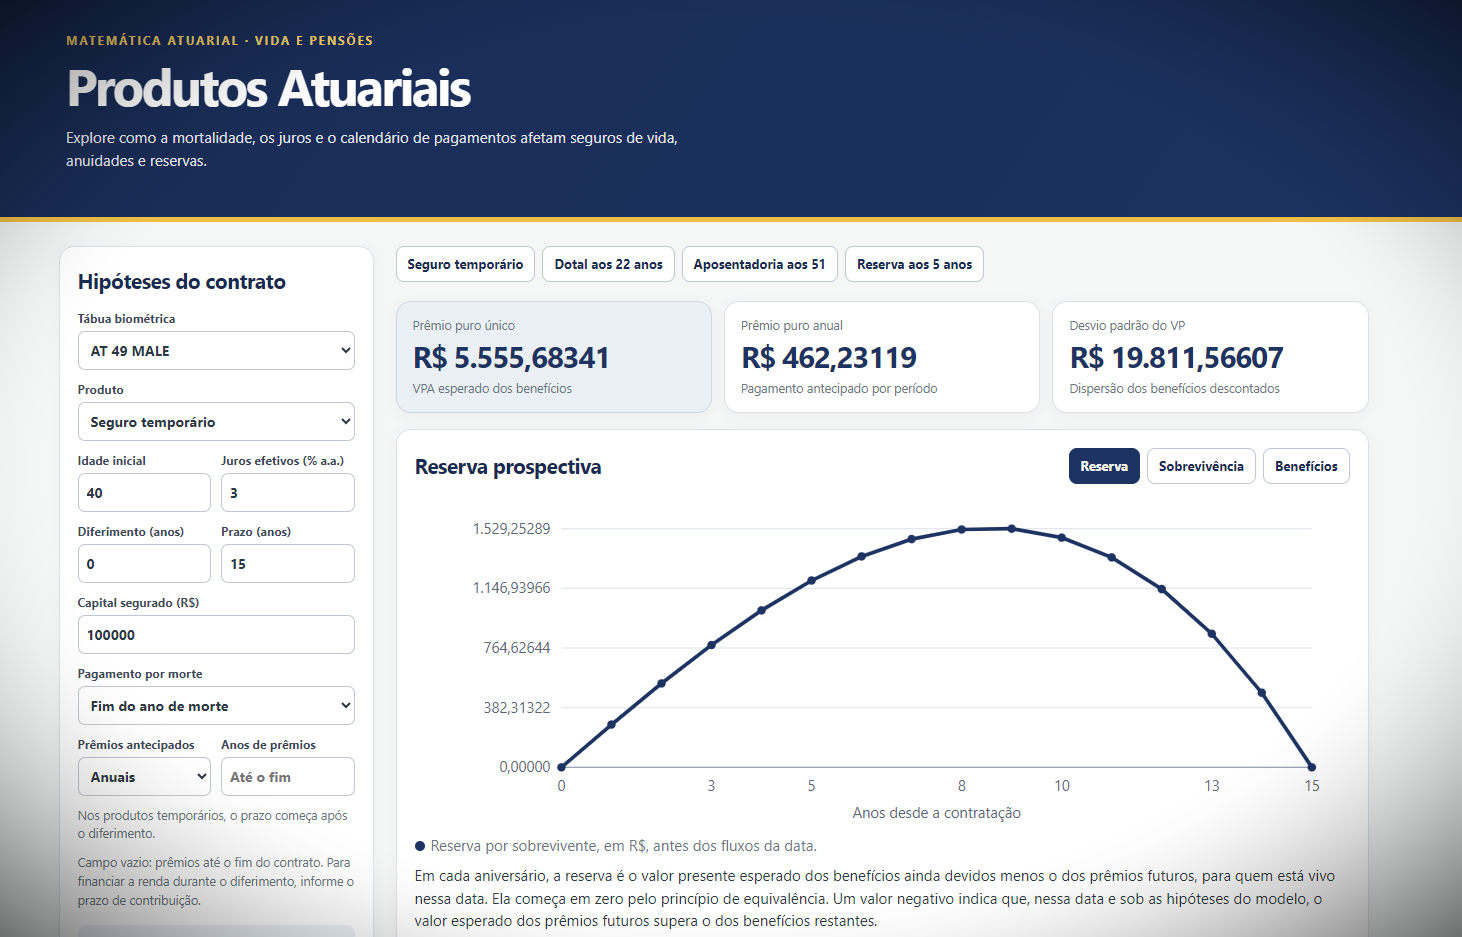 MATEMÁTICA ATUARIAL · VIDA E PENSÕES
Produtos Atuariais
Explore como a mortalidade, os juros e o calendário de pagamentos afetam seguros de vida,
anuidades e reservas.
Hipóteses do contrato
Tábua biométrica
AT 49 MALE
Produto
Seguro temporário
Idade inicial
Juros efetivos (% a.a.)
40
3
Diferimento (anos)
Prazo (anos)
0
15
Capital segurado (R$)
100000
Pagamento por morte
Fim do ano de morte
Prêmios antecipados
Anos de prêmios
Anuais
Até o fim
Nos produtos temporários, o prazo começa após
o diferimento.
Campo vazio: prêmios até o fim do contrato. Para
financiar a renda durante o diferimento, informe o
prazo de contribuição.
Seguro temporário
Dotal aos 22 anos
Aposentadoria aos 51
Reserva aos 5 anos
Prêmio puro único
R$ 5.555,68341
VPA esperado dos benefícios
Prêmio puro anual
R$ 462,23119
Pagamento antecipado por período
Desvio padrão do VP
R$ 19.811,56607
Dispersão dos benefícios descontados
Reserva prospectiva
Reserva
Sobrevivência
Benefícios
1.529,25289
1.146,93966
764,62644
382,31322
0,00000
0 3 5 8 10 13 15
Anos desde a contratação
Reserva por sobrevivente, em R$, antes dos fluxos da data.
Em cada aniversário, a reserva é o valor presente esperado dos benefícios ainda devidos menos o dos prêmios futuros, para quem está vivo
nessa data. Ela começa em zero pelo princípio de equivalência. Um valor negativo indica que, nessa data e sob as hipóteses do modelo, o
valor esperado dos prêmios futuros supera o dos benefícios restantes.